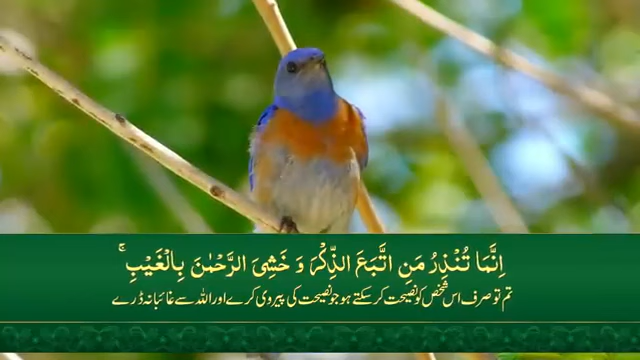 اِنَّمَا تُنْذِرُ مَنِ اتَّبَعَ الذِّكْرَ وَ خَشِیَ الرَّحْمٰنَ بِالْغَیْبِ ۚ
تم تو صرف اس شخص کو نصیحت کر سکتے ہو جو نصیحت کی پیروی کرے اور اللہ سے غائبانہ ڈرے